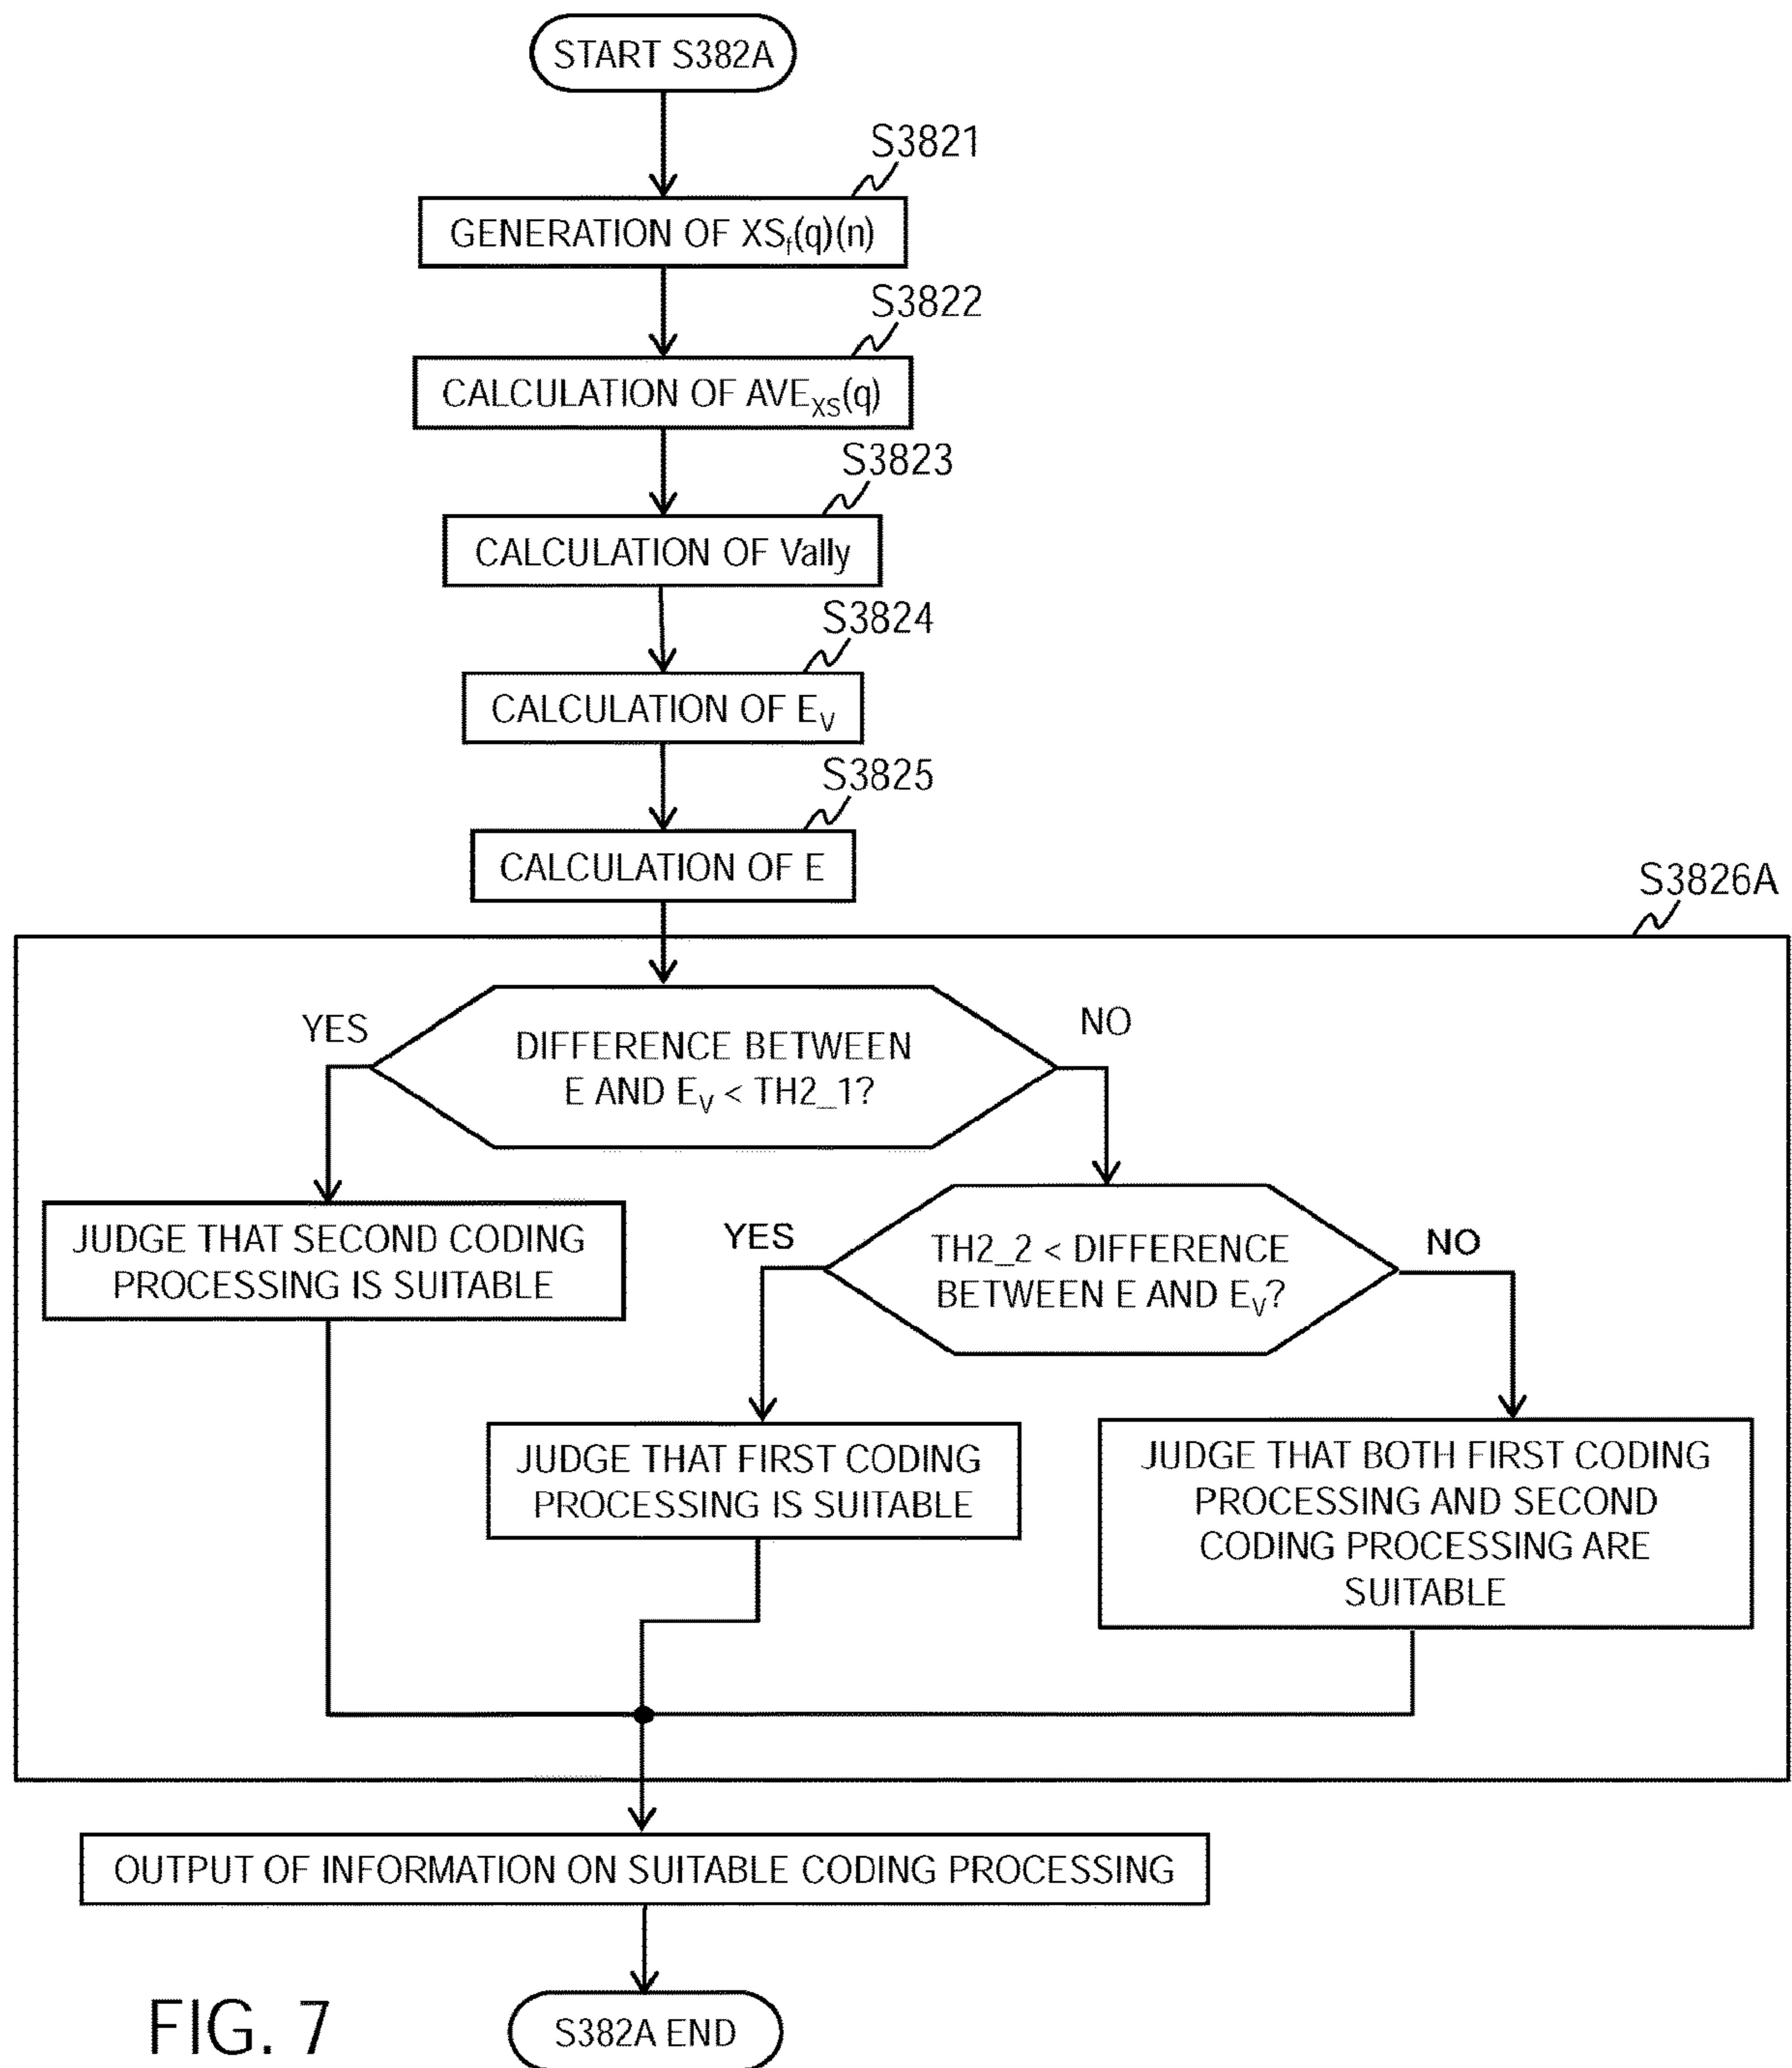 START S382A
S3821
GENERATION OF XSf(q)(n)
S3822
CALCULATION OF AVEXS(q)
S3823
CALCULATION OF Vally
S3824
CALCULATION OF EV
S3825
CALCULATION OF E
S3826A
YES
DIFFERENCE BETWEEN
E AND EV < TH2_1?
NO
JUDGE THAT SECOND CODING
PROCESSING IS SUITABLE
YES
TH2_2 < DIFFERENCE
BETWEEN E AND EV?
NO
JUDGE THAT FIRST CODING
PROCESSING IS SUITABLE
JUDGE THAT BOTH FIRST CODING
PROCESSING AND SECOND
CODING PROCESSING ARE
SUITABLE
OUTPUT OF INFORMATION ON SUITABLE CODING PROCESSING
S382A END
FIG. 7